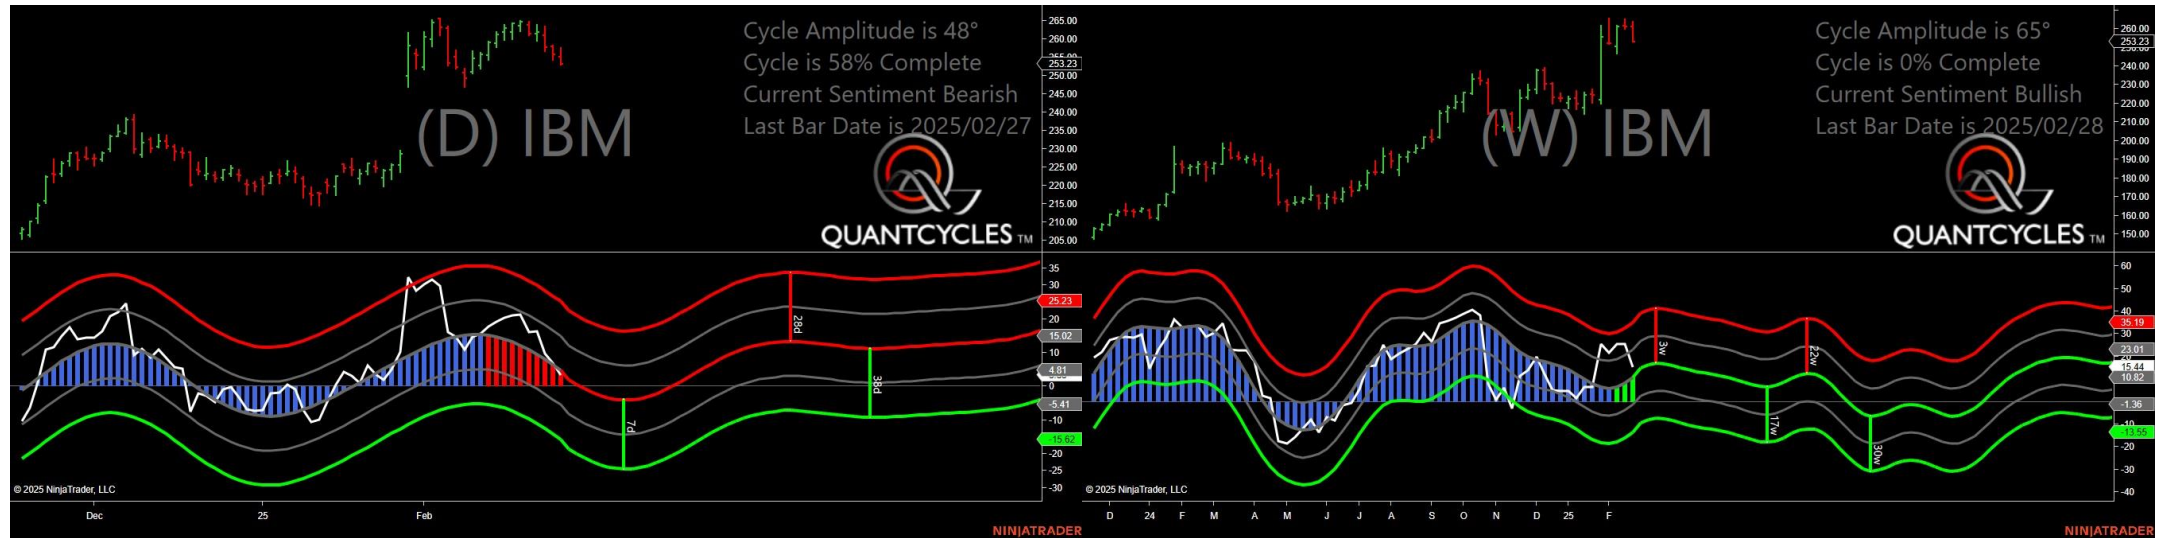 Cycle Amplitude is 48°
Cycle is 58% Complete
Current Sentiment Bearish
Last Bar Date is 2025/02/27
(D) IBM
QUANTCYCLES TM
265.00
260.00
253.23
250.00
245.00
240.00
235.00
230.00
225.00
220.00
215.00
210.00
205.00
35
30
25.23
20
15.02
10
4.81
0
-5.41
-10
-15.62
-20
-25
-30
28d
38d
7d
© 2025 NinjaTrader, LLC
Dec
25
Feb
NINJATRADER
Cycle Amplitude is 65°
Cycle is 0% Complete
Current Sentiment Bullish
Last Bar Date is 2025/02/28
(W) IBM
QUANTCYCLES TM
260.00
253.23
240.00
230.00
220.00
210.00
200.00
190.00
180.00
170.00
160.00
150.00
60
50
40
35.19
30
23.01
15.44
10.82
-1.36
-13.55
-20
-30
-40
3w
22w
17w
30w
© 2025 NinjaTrader, LLC
D
24
F
M
A
M
J
J
A
S
O
N
D
25
F
NINJATRADER